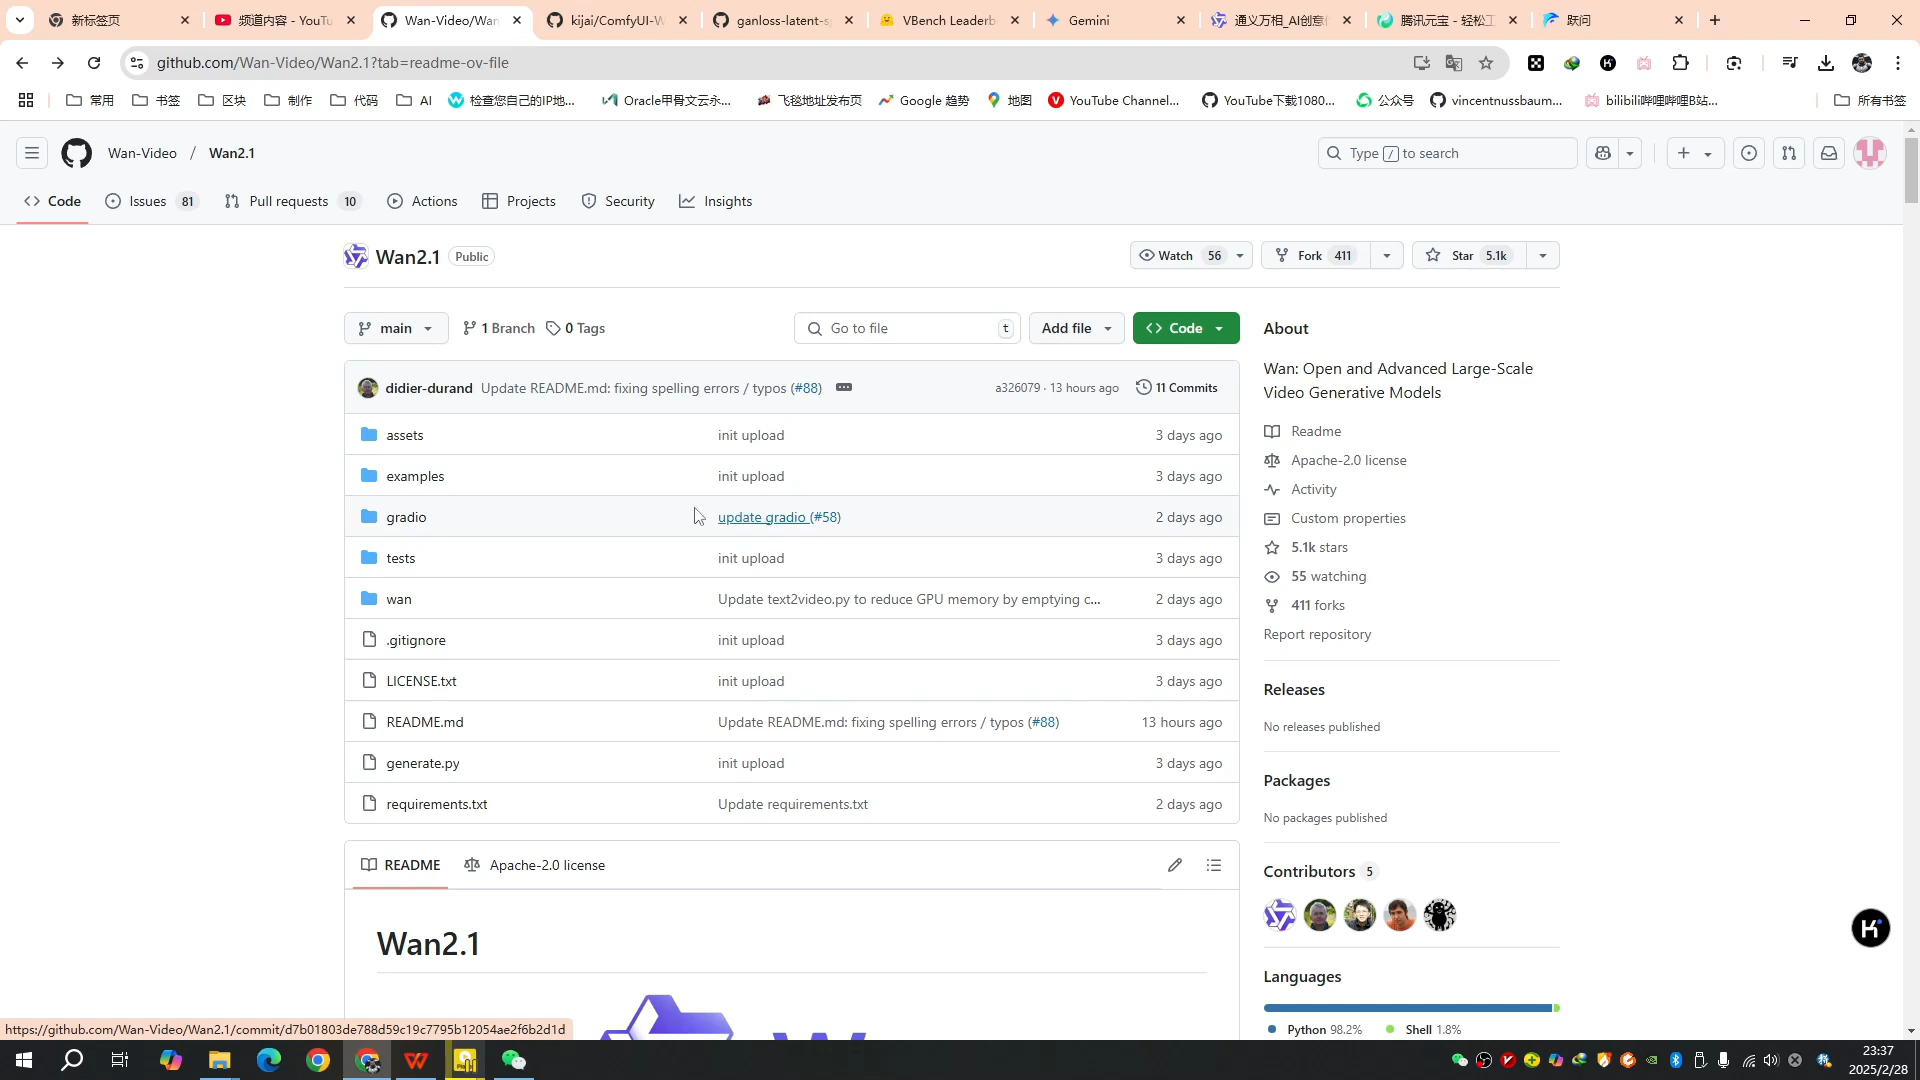 新标签页
频道内容 - YouTu
Wan-Video/Wan
kijai/ComfyUI-W
ganloss-latent-sp
VBench Leaderb
Gemini
通义万相_AI创意
腾讯元宝 - 轻松工
跃问
github.com/Wan-Video/Wan2.1?tab=readme-ov-file
常用
书签
区块
制作
代码
AI
检查您自己的IP地...
Oracle甲骨文云永...
飞毯地址发布页
Google 趋势
地图
YouTube Channel...
YouTube下载1080...
公众号
vincentnussbaum...
bilibili哔哩哔哩B站...
所有书签
Wan-Video / Wan2.1
Type / to search
Code
Issues 81
Pull requests 10
Actions
Projects
Security
Insights
Wan2.1 Public
Watch 56
Fork 411
Star 5.1k
main
1 Branch
0 Tags
Go to file t
Add file
Code
didier-durand Update README.md: fixing spelling errors / typos (#88) a326079 · 13 hours ago 11 Commits
assets init upload 3 days ago
examples init upload 3 days ago
gradio update gradio (#58) 2 days ago
tests init upload 3 days ago
wan Update text2video.py to reduce GPU memory by emptying c... 2 days ago
.gitignore init upload 3 days ago
LICENSE.txt init upload 3 days ago
README.md Update README.md: fixing spelling errors / typos (#88) 13 hours ago
generate.py init upload 3 days ago
requirements.txt Update requirements.txt 2 days ago
README
Apache-2.0 license
Wan2.1
About
Wan: Open and Advanced Large-Scale
Video Generative Models
Readme
Apache-2.0 license
Activity
Custom properties
5.1k stars
55 watching
411 forks
Report repository
Releases
No releases published
Packages
No packages published
Contributors 5
Languages
Python 98.2% Shell 1.8%
https://github.com/Wan-Video/Wan2.1/commit/d7b01803de788d59c19c7795b12054ae2f6b2d1d
23:37
2025/2/28